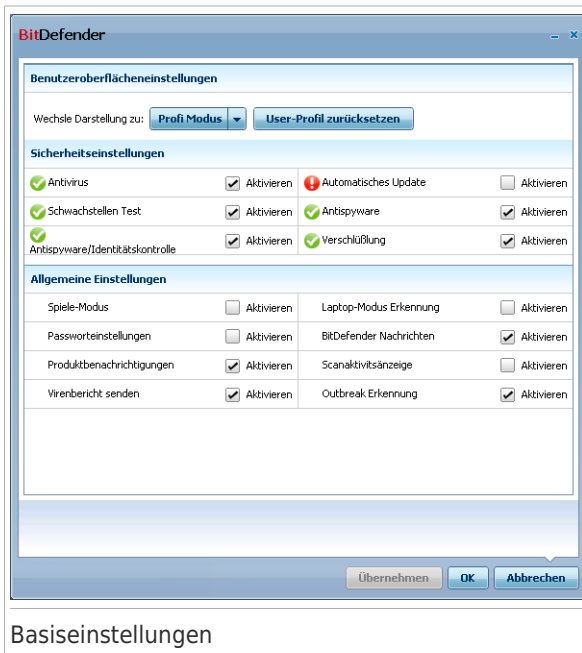 BitDefender
Benutzeroberflächeneinstellungen
Wechsle Darstellung zu: Profi Modus User-Profil zurücksetzen
Sicherheitseinstellungen
Antivirus Aktivieren Automatisches Update Aktivieren
Schwachstellen Test Aktivieren Antispyware Aktivieren
Antispyware/Identitätskontrolle Aktivieren Verschlüßlung Aktivieren
Allgemeine Einstellungen
Spiele-Modus Aktivieren Laptop-Modus Erkennung Aktivieren
Passworteinstellungen Aktivieren BitDefender Nachrichten Aktivieren
Produktbenachrichtigungen Aktivieren Scanaktivitsänzeige Aktivieren
Virenbericht senden Aktivieren Outbreak Erkennung Aktivieren
Übernehmen OK Abbrechen
Basiseinstellungen